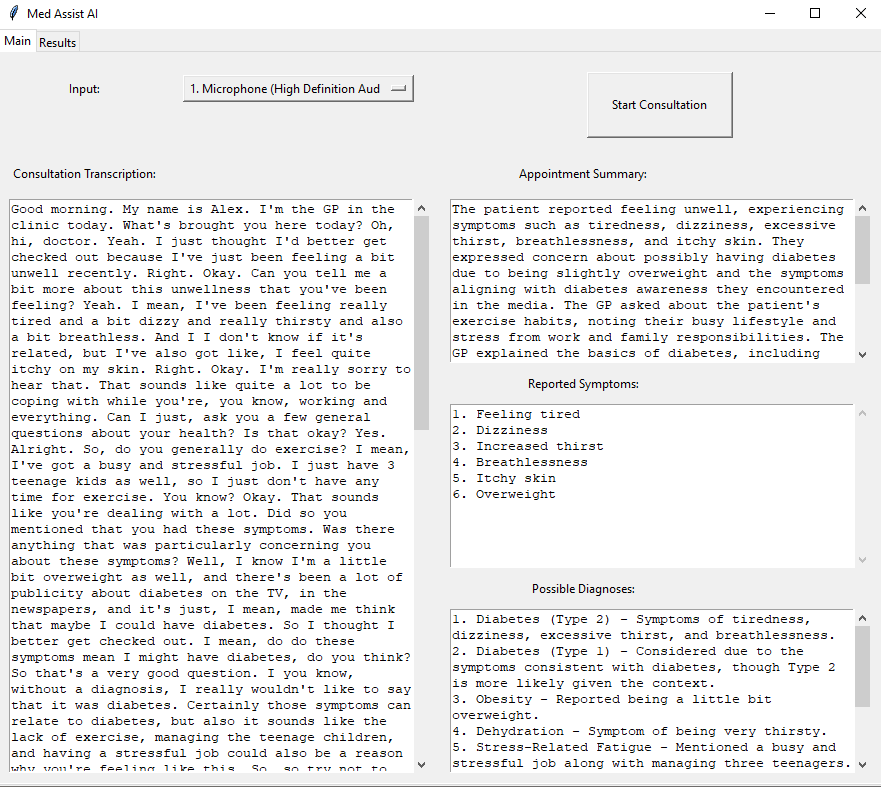 Med Assist AI
Main Results
Input:
1. Microphone (High Definition Aud
Start Consultation
Consultation Transcription:
Good morning. My name is Alex. I'm the GP in the
clinic today. What's brought you here today? Oh,
hi, doctor. Yeah. I just thought I'd better get
checked out because I've just been feeling a bit
unwell recently. Right. Okay. Can you tell me a
bit more about this unwellness that you've been
feeling? Yeah. I mean, I've been feeling really
tired and a bit dizzy and really thirsty and also
a bit breathless. And I I don't know if it's
related, but I've also got like, I feel quite
itchy on my skin. Right. Okay. I'm really sorry to
hear that. That sounds like quite a lot to be
coping with while you're, you know, working and
everything. Can I just, ask you a few general
questions about your health? Is that okay? Yes.
Alright. So, do you generally do exercise? I mean,
I've got a busy and stressful job. I just have 3
teenage kids as well, so I just don't have any
time for exercise. You know? Okay. That sounds
like you're dealing with a lot. Did so you
mentioned that you had these symptoms. Was there
anything that was particularly concerning you
about these symptoms? Well, I know I'm a little
bit overweight as well, and there's been a lot of
publicity about diabetes on the TV, in the
newspapers, and it's just, I mean, made me think
that maybe I could have diabetes. So I thought I
better get checked out. I mean, do do these
symptoms mean I might have diabetes, do you think?
So that's a very good question. I you know,
without a diagnosis, I really wouldn't like to say
that it was diabetes. Certainly those symptoms can
relate to diabetes, but also it sounds like the
lack of exercise, managing the teenage children,
and having a stressful job could also be a reason
why you're feeling like this. So, so try not to
Appointment Summary:
The patient reported feeling unwell, experiencing
symptoms such as tiredness, dizziness, excessive
thirst, breathlessness, and itchy skin. They
expressed concern about possibly having diabetes
due to being slightly overweight and the symptoms
aligning with diabetes awareness they encountered
in the media. The GP asked about the patient's
exercise habits, noting their busy lifestyle and
stress from work and family responsibilities. The
GP explained the basics of diabetes, including
Reported Symptoms:
1. Feeling tired
2. Dizziness
3. Increased thirst
4. Breathlessness
5. Itchy skin
6. Overweight
Possible Diagnoses:
1. Diabetes (Type 2) - Symptoms of tiredness,
dizziness, excessive thirst, and breathlessness.
2. Diabetes (Type 1) - Considered due to the
symptoms consistent with diabetes, though Type 2
is more likely given the context.
3. Obesity - Reported being a little bit
overweight.
4. Dehydration - Symptom of being very thirsty.
5. Stress-Related Fatigue - Mentioned a busy and
stressful job along with managing three teenagers.